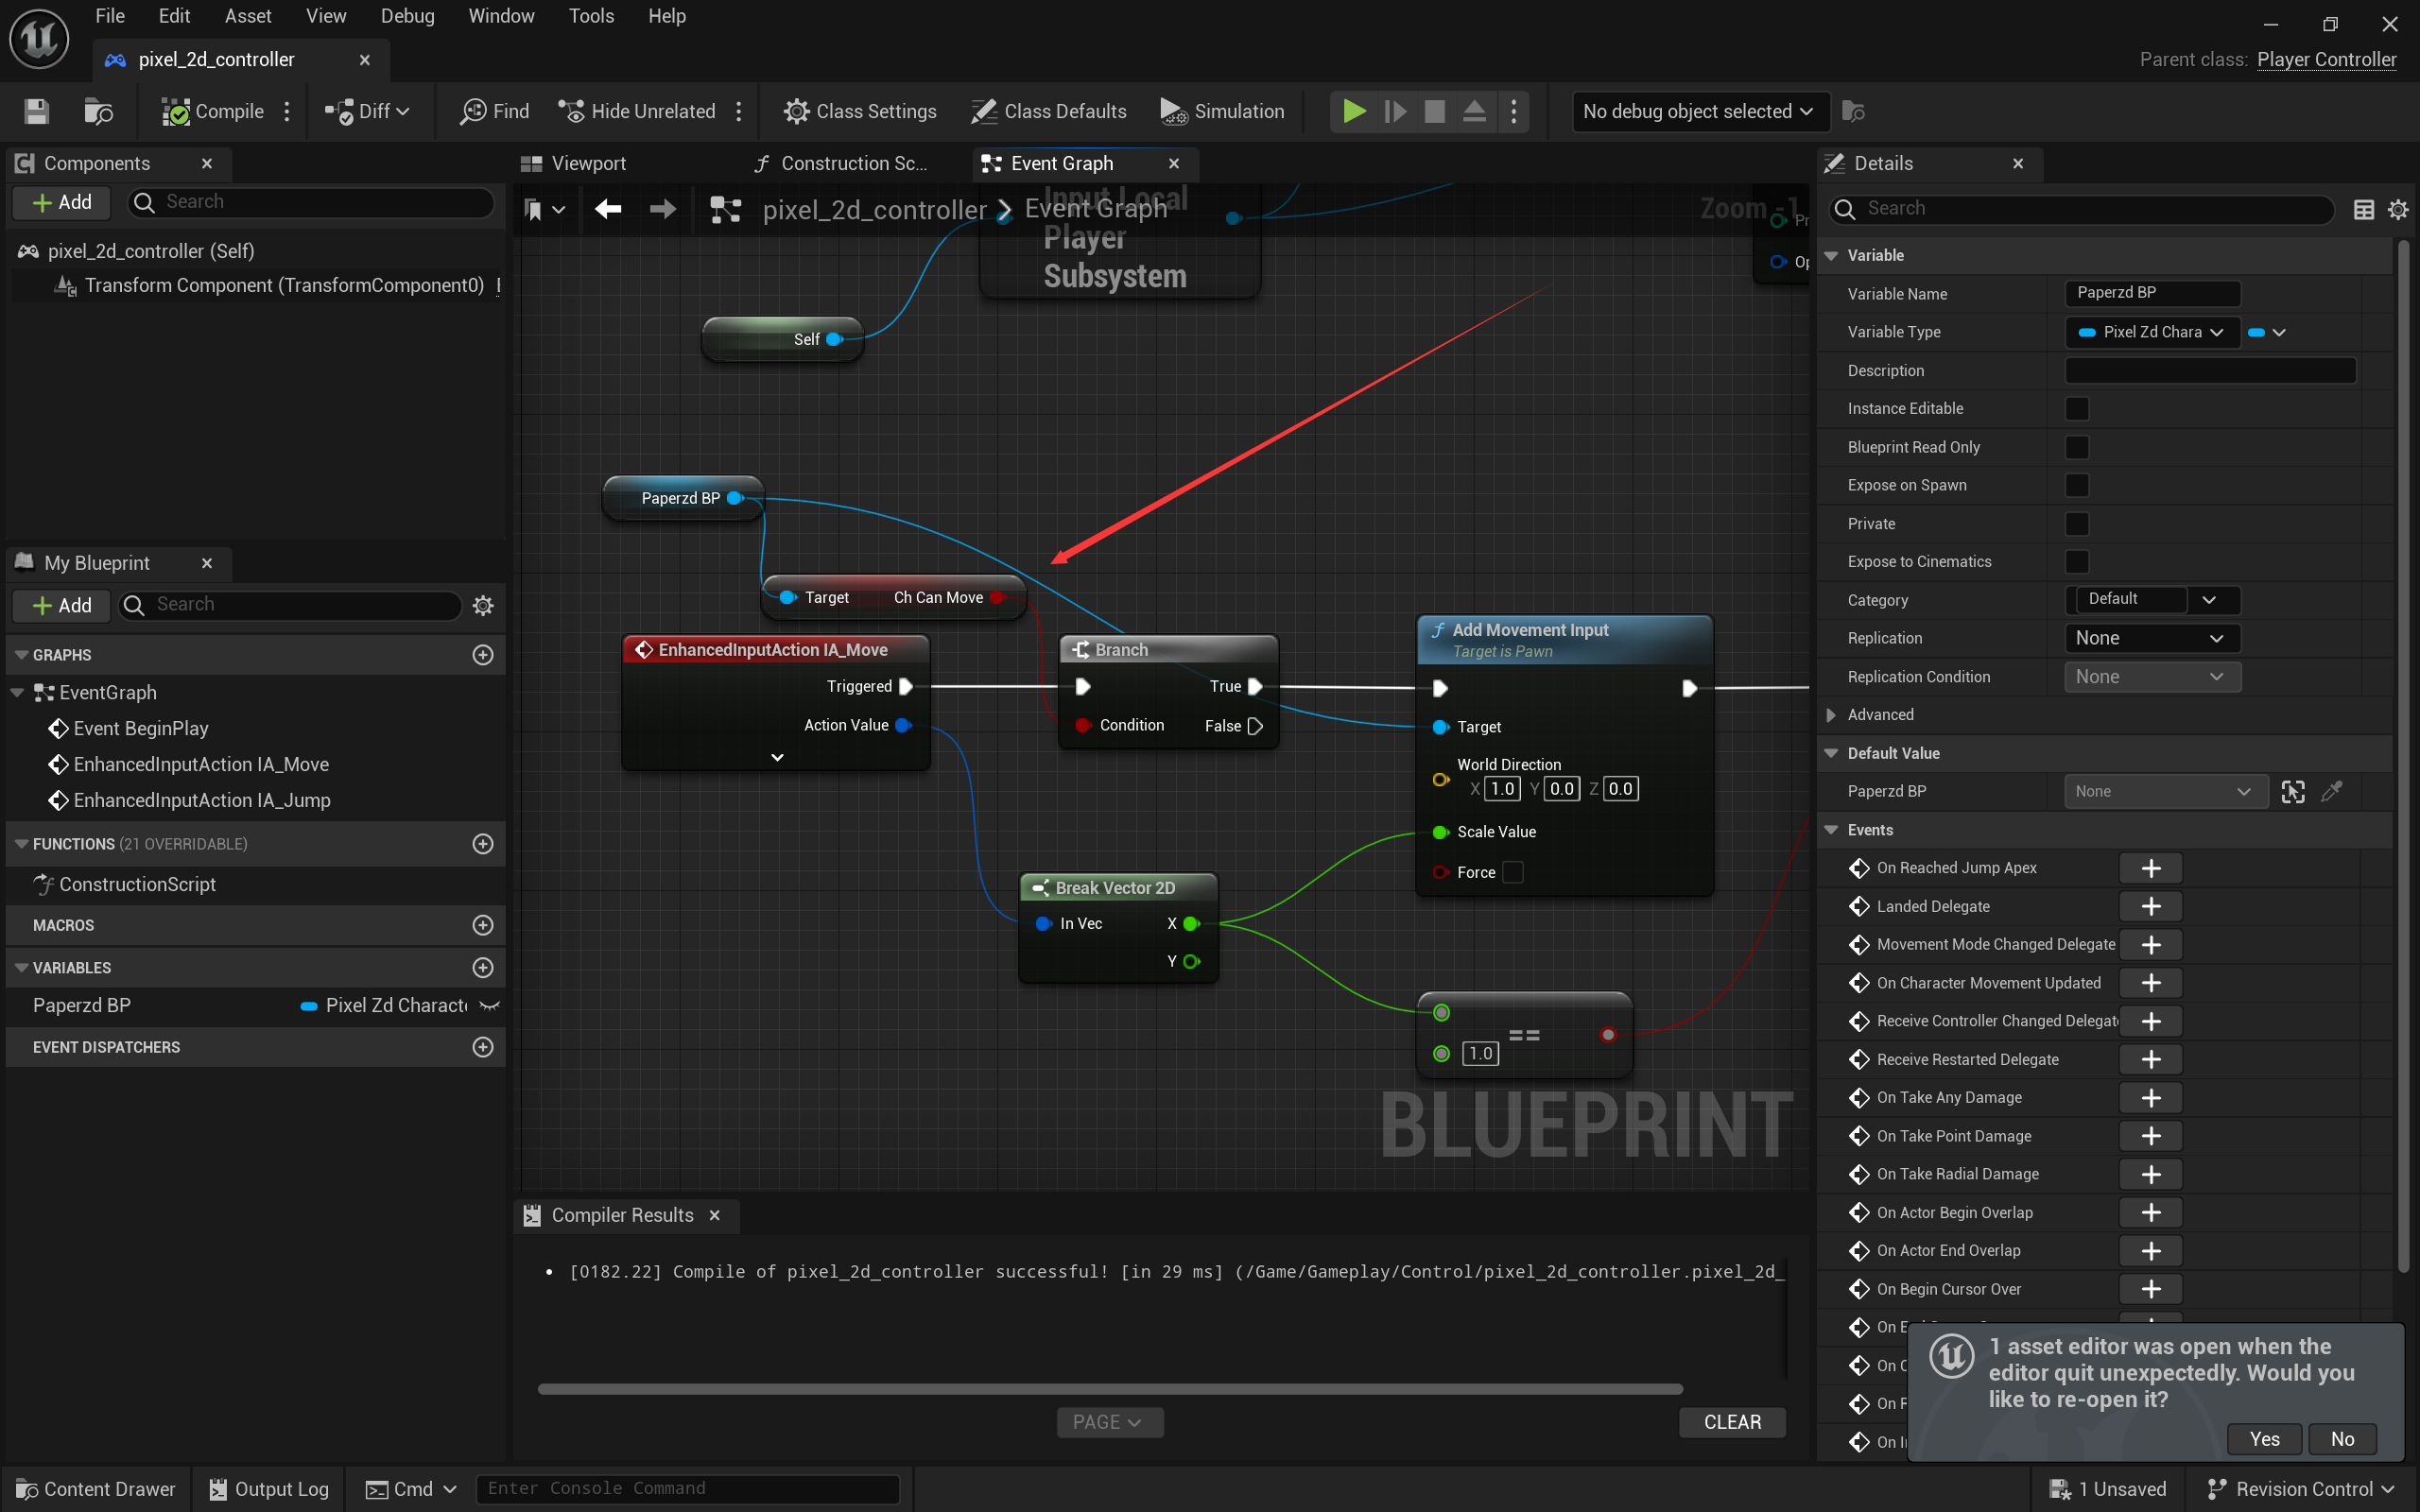 File Edit Asset View Debug Window Tools Help
pixel_2d_controller
Parent class: Player Controller
Compile Diff Find Hide Unrelated Class Settings Class Defaults Simulation No debug object selected
Components
Add Search
pixel_2d_controller (Self)
Transform Component (TransformComponent0)
My Blueprint
Add Search
GRAPHS
EventGraph
Event BeginPlay
EnhancedInputAction IA_Move
EnhancedInputAction IA_Jump
FUNCTIONS (21 OVERRIDABLE)
ConstructionScript
MACROS
VARIABLES
Paperzd BP Pixel Zd Charact
EVENT DISPATCHERS
Viewport Construction Sc... Event Graph
pixel_2d_controller > Event Graph
Zoom -1
Input Local
Player
Subsystem
Self
Paperzd BP
Target Ch Can Move
EnhancedInputAction IA_Move
Triggered
Action Value
Branch
True
Condition False
Add Movement Input
Target is Pawn
Target
World Direction
X 1.0 Y 0.0 Z 0.0
Scale Value
Force
Break Vector 2D
In Vec X
Y
==
1.0
BLUEPRINT
Compiler Results
• [0182.22] Compile of pixel_2d_controller successful! [in 29 ms] (/Game/Gameplay/Control/pixel_2d_controller.pixel_2d_
PAGE
CLEAR
Details
Search
Variable
Variable Name Paperzd BP
Variable Type Pixel Zd Chara
Description
Instance Editable
Blueprint Read Only
Expose on Spawn
Private
Expose to Cinematics
Category Default
Replication None
Replication Condition None
Advanced
Default Value
Paperzd BP None
Events
On Reached Jump Apex
Landed Delegate
Movement Mode Changed Delegate
On Character Movement Updated
Receive Controller Changed Delegat
Receive Restarted Delegate
On Take Any Damage
On Take Point Damage
On Take Radial Damage
On Actor Begin Overlap
On Actor End Overlap
On Begin Cursor Over
1 asset editor was open when the
editor quit unexpectedly. Would you
like to re-open it?
Yes No
Content Drawer Output Log Cmd Enter Console Command 1 Unsaved Revision Control